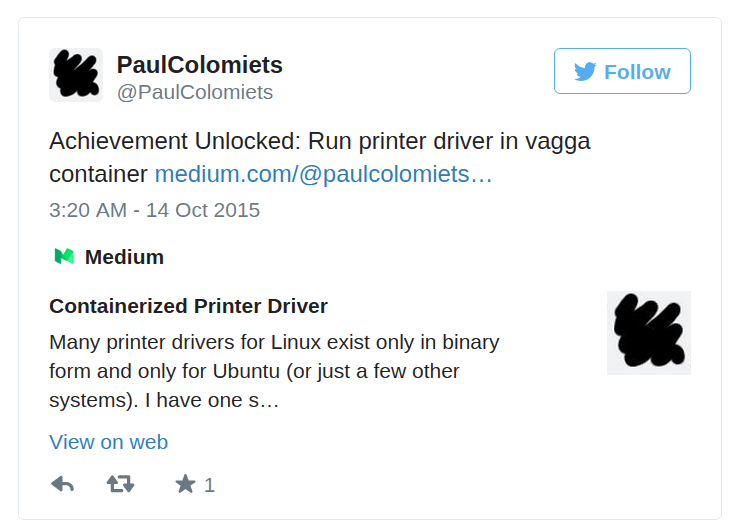 PaulColomiets
@PaulColomiets
Follow
Achievement Unlocked: Run printer driver in vagga
container medium.com/@paulcolomiets…
3:20 AM - 14 Oct 2015
Medium
Containerized Printer Driver
Many printer drivers for Linux exist only in binary
form and only for Ubuntu (or just a few other
systems). I have one s…
View on web
1